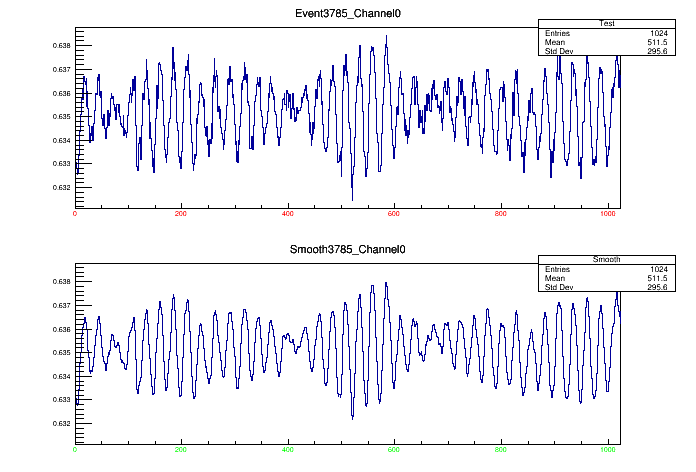 Event3785_Channel0
Test
Entries 1024
Mean 511.5
Std Dev 295.6
0.638
0.637
0.636
0.635
0.634
0.633
0.632
0 200 400 600 800 1000
Smooth3785_Channel0
Smooth
Entries 1024
Mean 511.5
Std Dev 295.6
0.638
0.637
0.636
0.635
0.634
0.633
0.632
0 200 400 600 800 1000